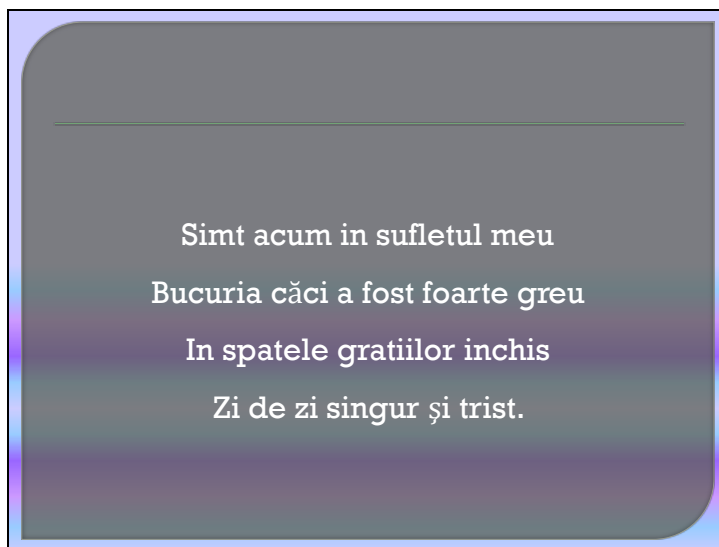 Simt acum in sufletul meu
Bucuria căci a fost foarte greu
In spatele gratiilor inchis
Zi de zi singur și trist.